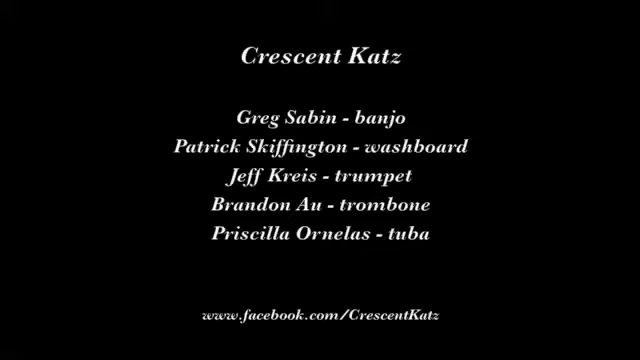 Crescent Katz
Greg Sabin - banjo
Patrick Skiffington - washboard
Jeff Kreis - trumpet
Brandon Au - trombone
Priscilla Ornelas - tuba
www.facebook.com/CrescentKatz